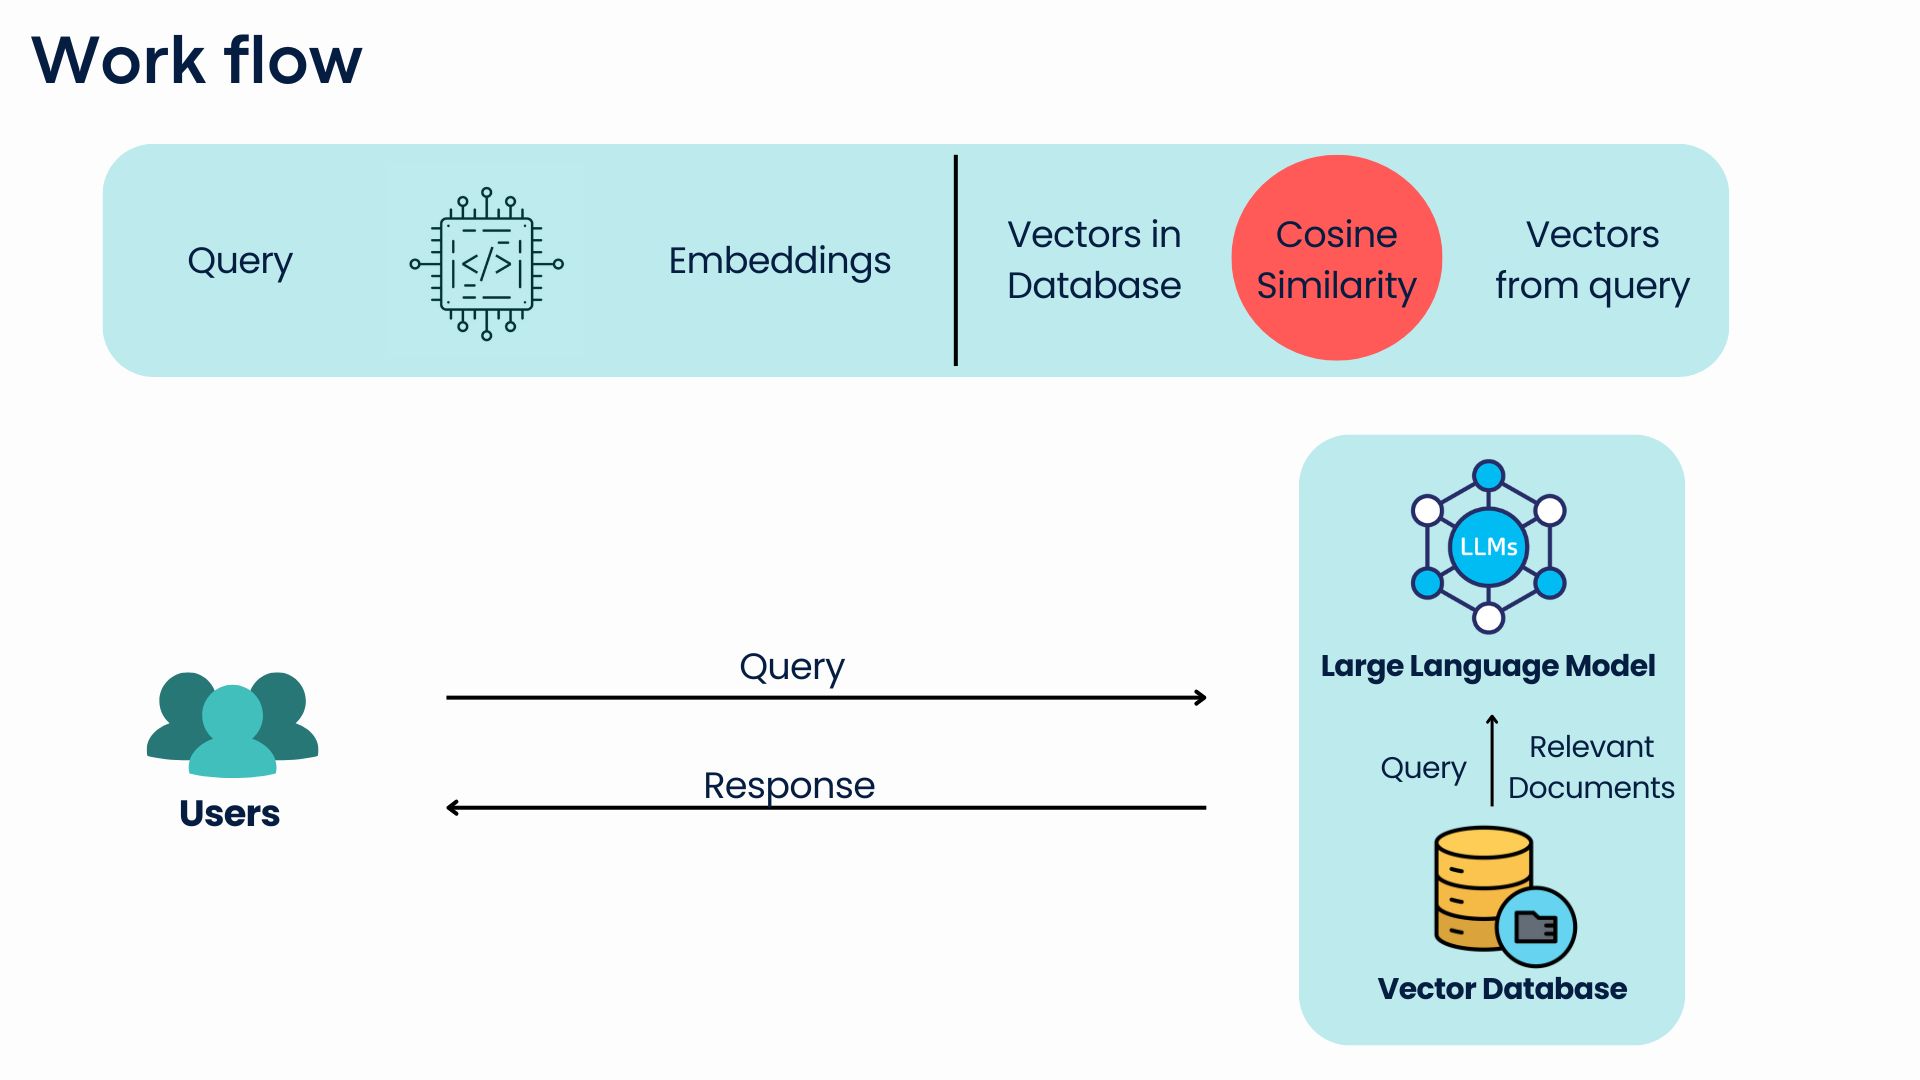 Work flow
Query
</>
Embeddings
Vectors in
Database
Cosine
Similarity
Vectors
from query
LLMs
Large Language Model
Query
Response
Users
Query
Relevant
Documents
Vector Database